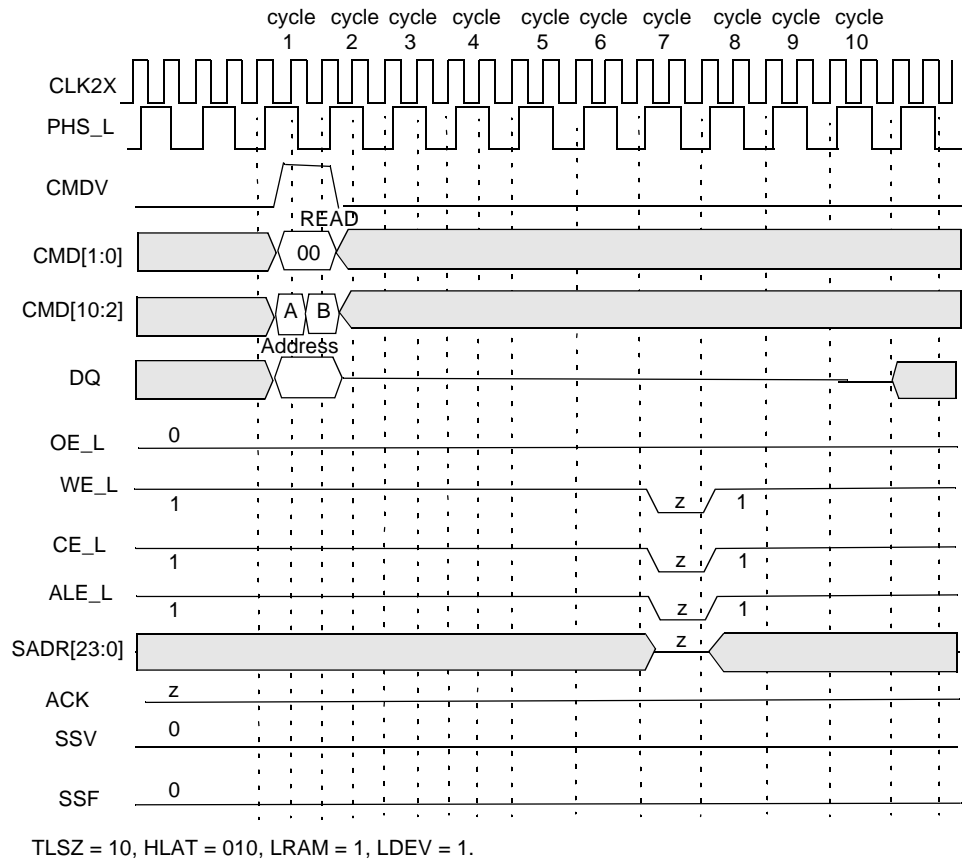 cycle cycle cycle cycle cycle cycle cycle cycle cycle cycle
1 2 3 4 5 6 7 8 9 10
CLK2X
PHS_L
CMDV
READ
CMD[1:0]
00
CMD[10:2]
A B
Address
DQ
OE_L
0
WE_L
1 z 1
CE_L
1 z 1
ALE_L
1 z 1
SADR[23:0]
z
ACK
z
SSV
0
SSF
0
TLSZ = 10, HLAT = 010, LRAM = 1, LDEV = 1.